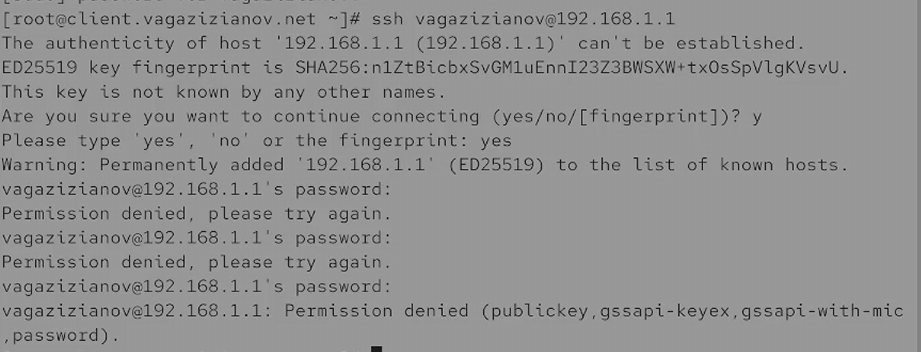 [root@client.vagazizianov.net ~]# ssh vagazizianov@192.168.1.1
The authenticity of host '192.168.1.1 (192.168.1.1)' can't be established.
ED25519 key fingerprint is SHA256:n1ZtBicbxSvGM1uEnnI23Z3BWSXW+txOsSpVlgKVsvU.
This key is not known by any other names.
Are you sure you want to continue connecting (yes/no/[fingerprint])? y
Please type 'yes', 'no' or the fingerprint: yes
Warning: Permanently added '192.168.1.1' (ED25519) to the list of known hosts.
vagazizianov@192.168.1.1's password:
Permission denied, please try again.
vagazizianov@192.168.1.1's password:
Permission denied, please try again.
vagazizianov@192.168.1.1's password:
vagazizianov@192.168.1.1: Permission denied (publickey,gssapi-keyex,gssapi-with-mic
,password).